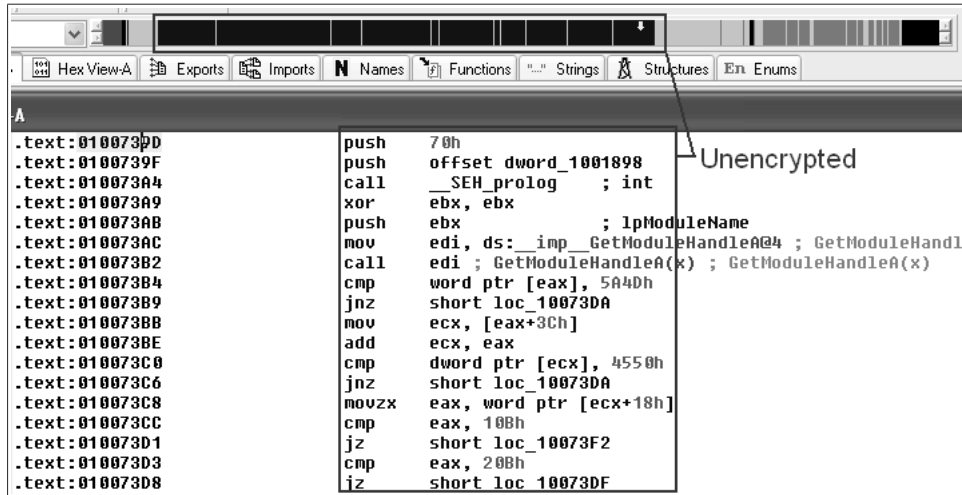 Hex View-A Exports Imports N Names Functions "..." Strings Structures En Enums
A
.text:0100739D push 70h
.text:0100739F push offset dword_1001898
.text:010073A4 call __SEH_prolog ; int
.text:010073A9 xor ebx, ebx
.text:010073AB push ebx ; lpModuleName
.text:010073AC mov edi, ds:__imp__GetModuleHandleA@4 ; GetModuleHandl
.text:010073B2 call edi ; GetModuleHandleA(x) ; GetModuleHandleA(x)
.text:010073B4 cmp word ptr [eax], 5A4Dh
.text:010073B9 jnz short loc_10073DA
.text:010073BB mov ecx, [eax+3Ch]
.text:010073BE add ecx, eax
.text:010073C0 cmp dword ptr [ecx], 4550h
.text:010073C6 jnz short loc_10073DA
.text:010073C8 movzx eax, word ptr [ecx+18h]
.text:010073CC cmp eax, 10Bh
.text:010073D1 jz short loc_10073F2
.text:010073D3 cmp eax, 20Bh
.text:010073D8 jz short loc_10073DF
Unencrypted